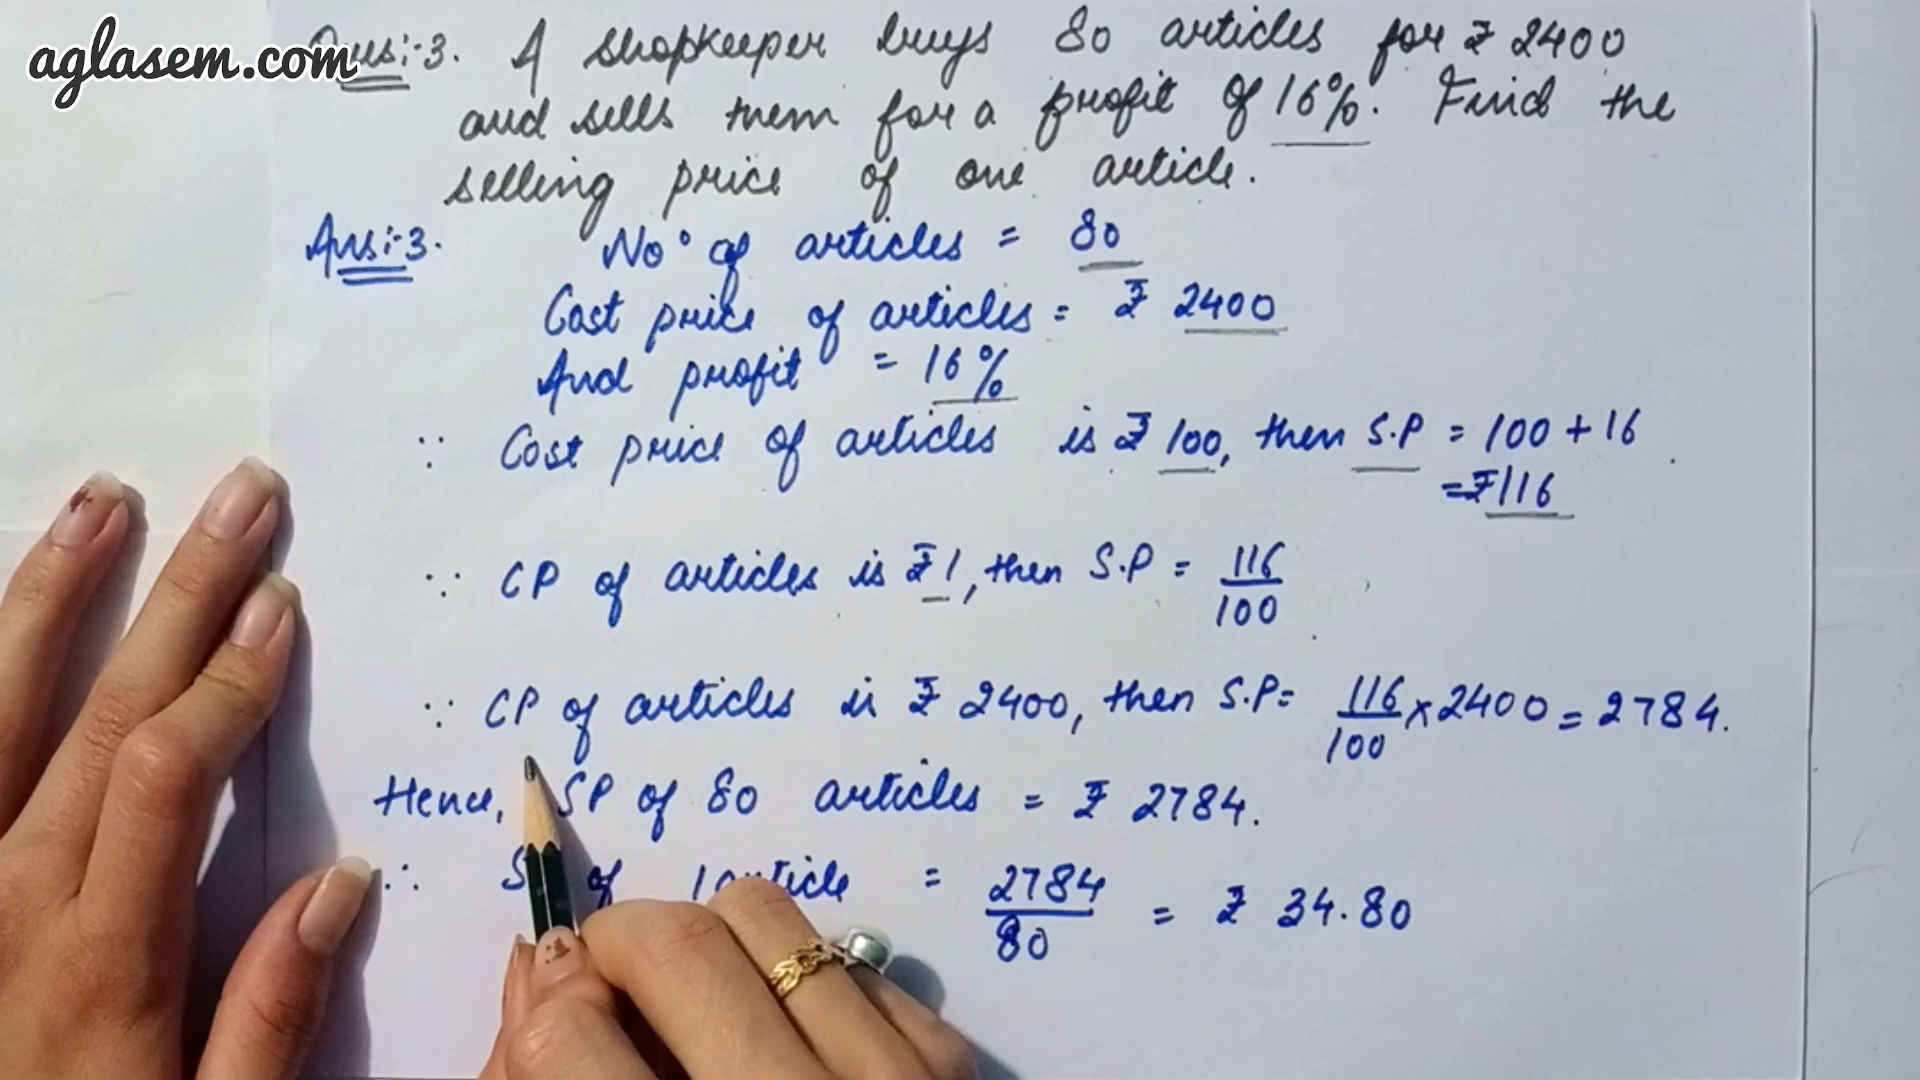 aglasem.com
Ques:-3. A shopkeeper buys 80 articles for ₹ 2400
and sells them for a profit of 16%. Find the
selling price of one article.
Ans:-3. No° of articles = 80
Cost price of articles = ₹ 2400
And profit = 16%
∵ Cost price of articles is ₹ 100, then S.P = 100 + 16
= ₹ 116
∵ CP of articles is ₹ 1, then S.P = 116/100
∵ CP of articles is ₹ 2400, then S.P = 116/100 × 2400 = 2784.
Hence, SP of 80 articles = ₹ 2784.
∴ S of 1 article = 2784/80 = ₹ 34.80